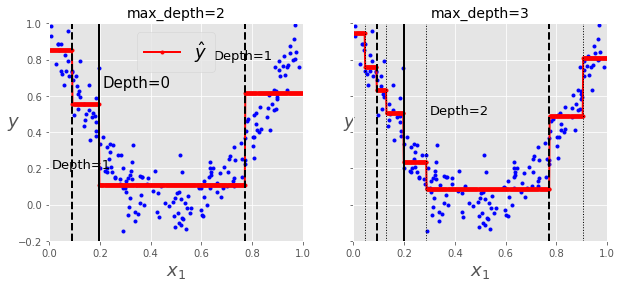 max_depth=2
1.0
0.8
0.6
0.4
0.2
0.0
−0.2
y
ŷ
Depth=1
Depth=0
Depth=1
0.0 0.2 0.4 0.6 0.8 1.0
x₁
max_depth=3
y
Depth=2
0.0 0.2 0.4 0.6 0.8 1.0
x₁